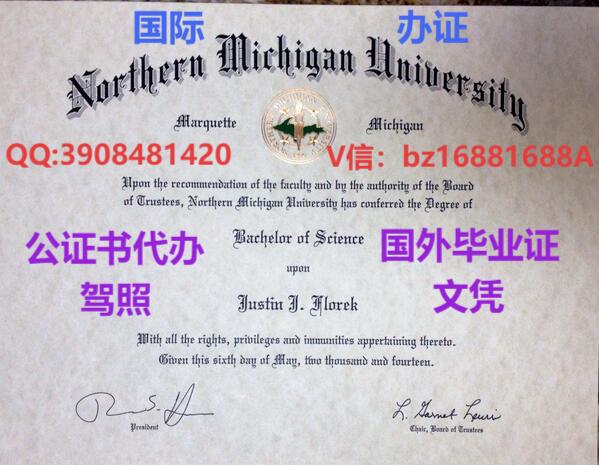 国际 办证
Northern Michigan University
Marquette Michigan
QQ:3908481420 V信：bz16881688A
Upon the recommendation of the faculty and by the authority of the Board
of Trustees, Northern Michigan University has conferred the Degree of
公证书代办 Bachelor of Science 国外毕业证
upon
驾照 Justin J. Florek 文凭
With all the rights, privileges and immunities appertaining thereto.
Given this sixth day of May, two thousand and fourteen.
L. Garnet Lewis
President Chair, Board of Trustees